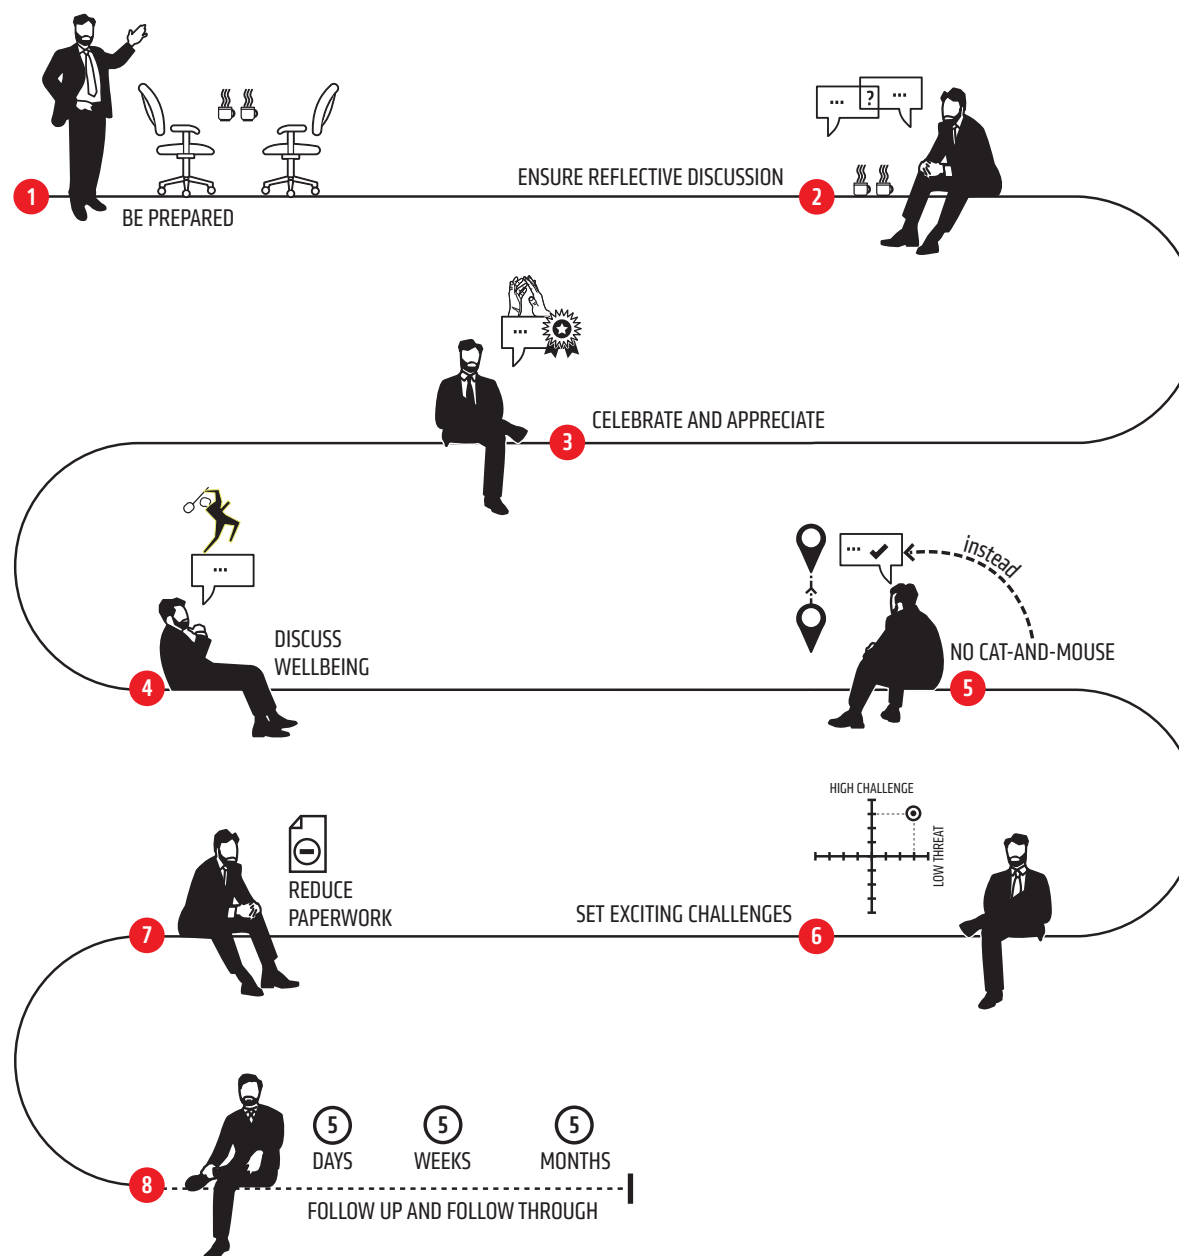 1
BE PREPARED
ENSURE REFLECTIVE DISCUSSION
2
... ? ...
...
3
CELEBRATE AND APPRECIATE
...
4
DISCUSS
WELLBEING
...
instead
NO CAT-AND-MOUSE
5
HIGH CHALLENGE
LOW THREAT
SET EXCITING CHALLENGES
6
REDUCE
PAPERWORK
7
8
5 5 5
DAYS WEEKS MONTHS
FOLLOW UP AND FOLLOW THROUGH